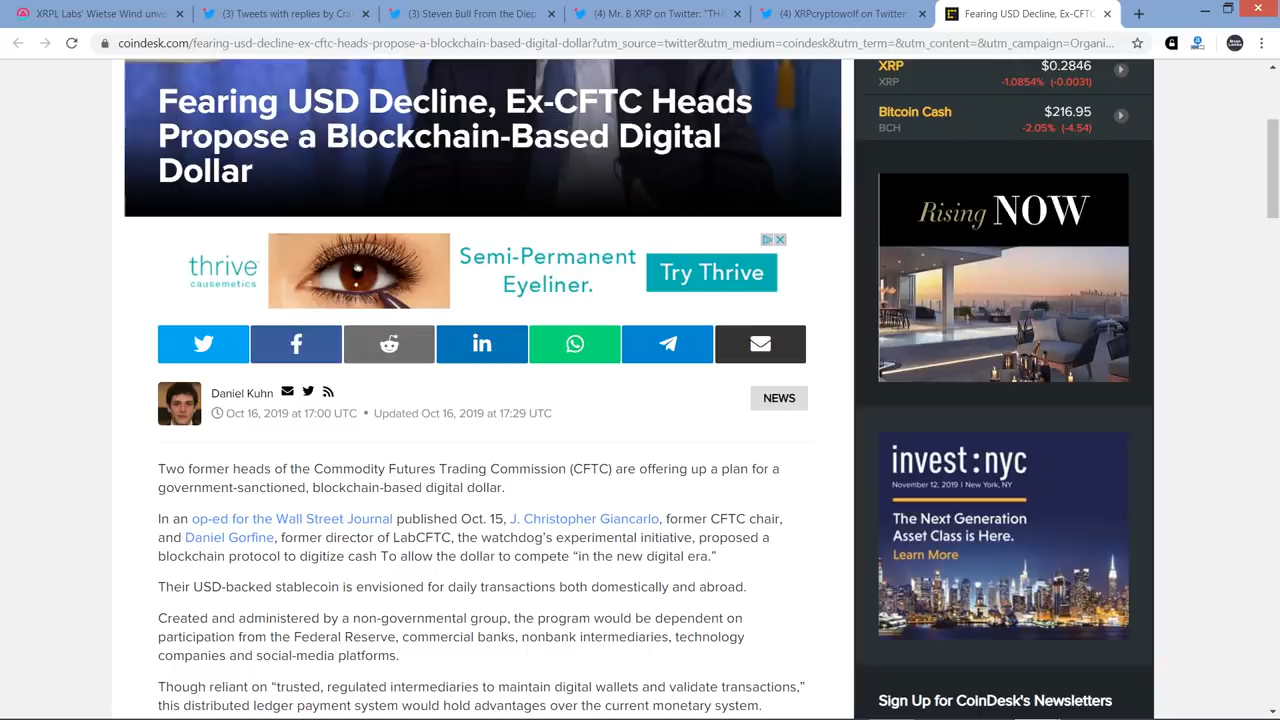 XRPL Labs' Wietse Wind unve
(3) Tweets with replies by Cra
(3) Steven Bull From the Dep
(4) Mr. B XRP on Twitter: "THA
(4) XRPcryptowolf on Twitter:
Fearing USD Decline, Ex-CFTC
coindesk.com/fearing-usd-decline-ex-cftc-heads-propose-a-blockchain-based-digital-dollar?utm_source=twitter&utm_medium=coindesk&utm_term=&utm_content=&utm_campaign=Organi...
Fearing USD Decline, Ex-CFTC Heads
Propose a Blockchain-Based Digital
Dollar
XRP $0.2846
XRP -1.0854% (-0.0031)
Bitcoin Cash $216.95
BCH -2.05% (-4.54)
thrive
causemetics
Semi-Permanent
Eyeliner.
Try Thrive
Rising NOW
Daniel Kuhn
Oct 16, 2019 at 17:00 UTC • Updated Oct 16, 2019 at 17:29 UTC
NEWS
Two former heads of the Commodity Futures Trading Commission (CFTC) are offering up a plan for a
government-sanctioned, blockchain-based digital dollar.
In an op-ed for the Wall Street Journal published Oct. 15, J. Christopher Giancarlo, former CFTC chair,
and Daniel Gorfine, former director of LabCFTC, the watchdog's experimental initiative, proposed a
blockchain protocol to digitize cash To allow the dollar to compete “in the new digital era.”
Their USD-backed stablecoin is envisioned for daily transactions both domestically and abroad.
Created and administered by a non-governmental group, the program would be dependent on
participation from the Federal Reserve, commercial banks, nonbank intermediaries, technology
companies and social-media platforms.
Though reliant on “trusted, regulated intermediaries to maintain digital wallets and validate transactions,”
this distributed ledger payment system would hold advantages over the current monetary system.
invest:nyc
November 12, 2019 | New York, NY
The Next Generation
Asset Class is Here.
Learn More
Sign Up for CoinDesk's Newsletters